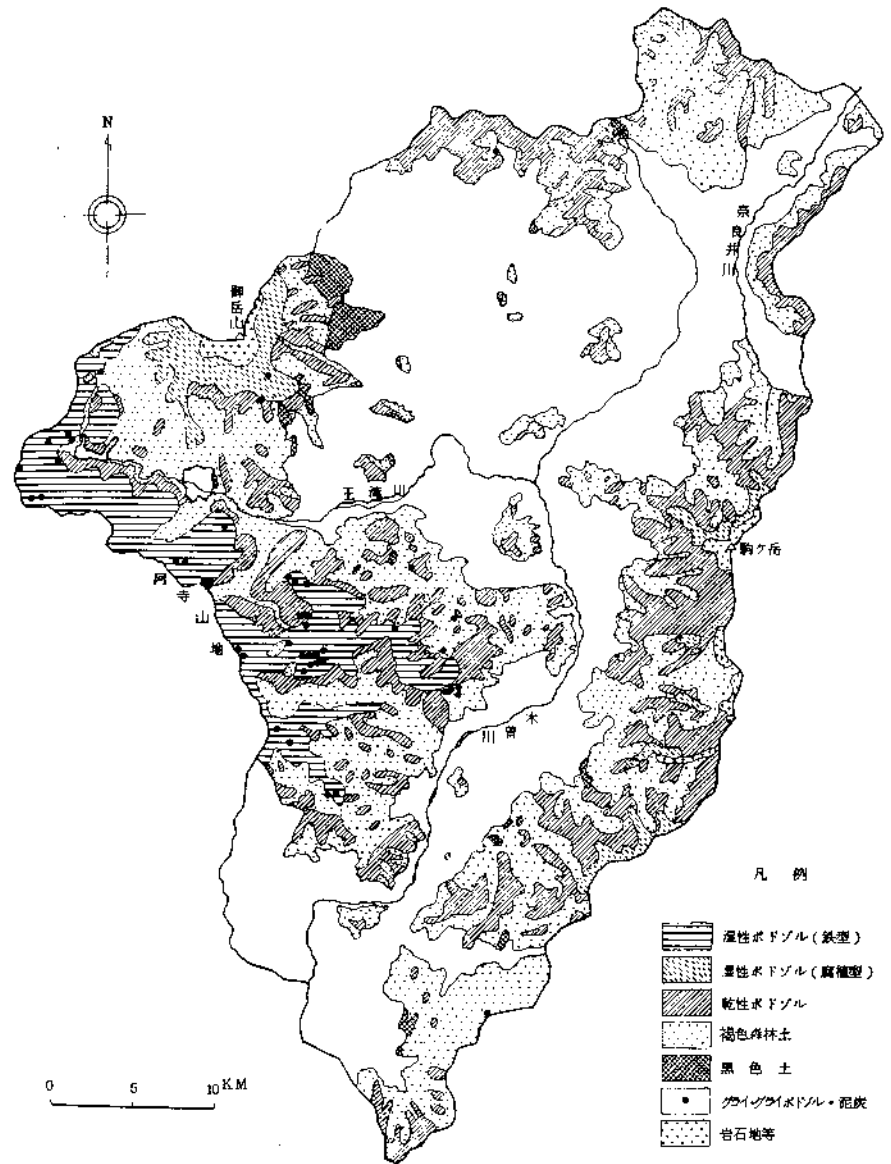 N
奈良井川
御岳山
王滝川
駒ケ岳
阿寺山地
木曽川
凡例
湿性ポドゾル(鉄型)
湿性ポドゾル(腐植型)
乾性ポドゾル
褐色森林土
黒色土
グライ・グライポドゾル・泥炭
岩石地等
0 5 10 KM